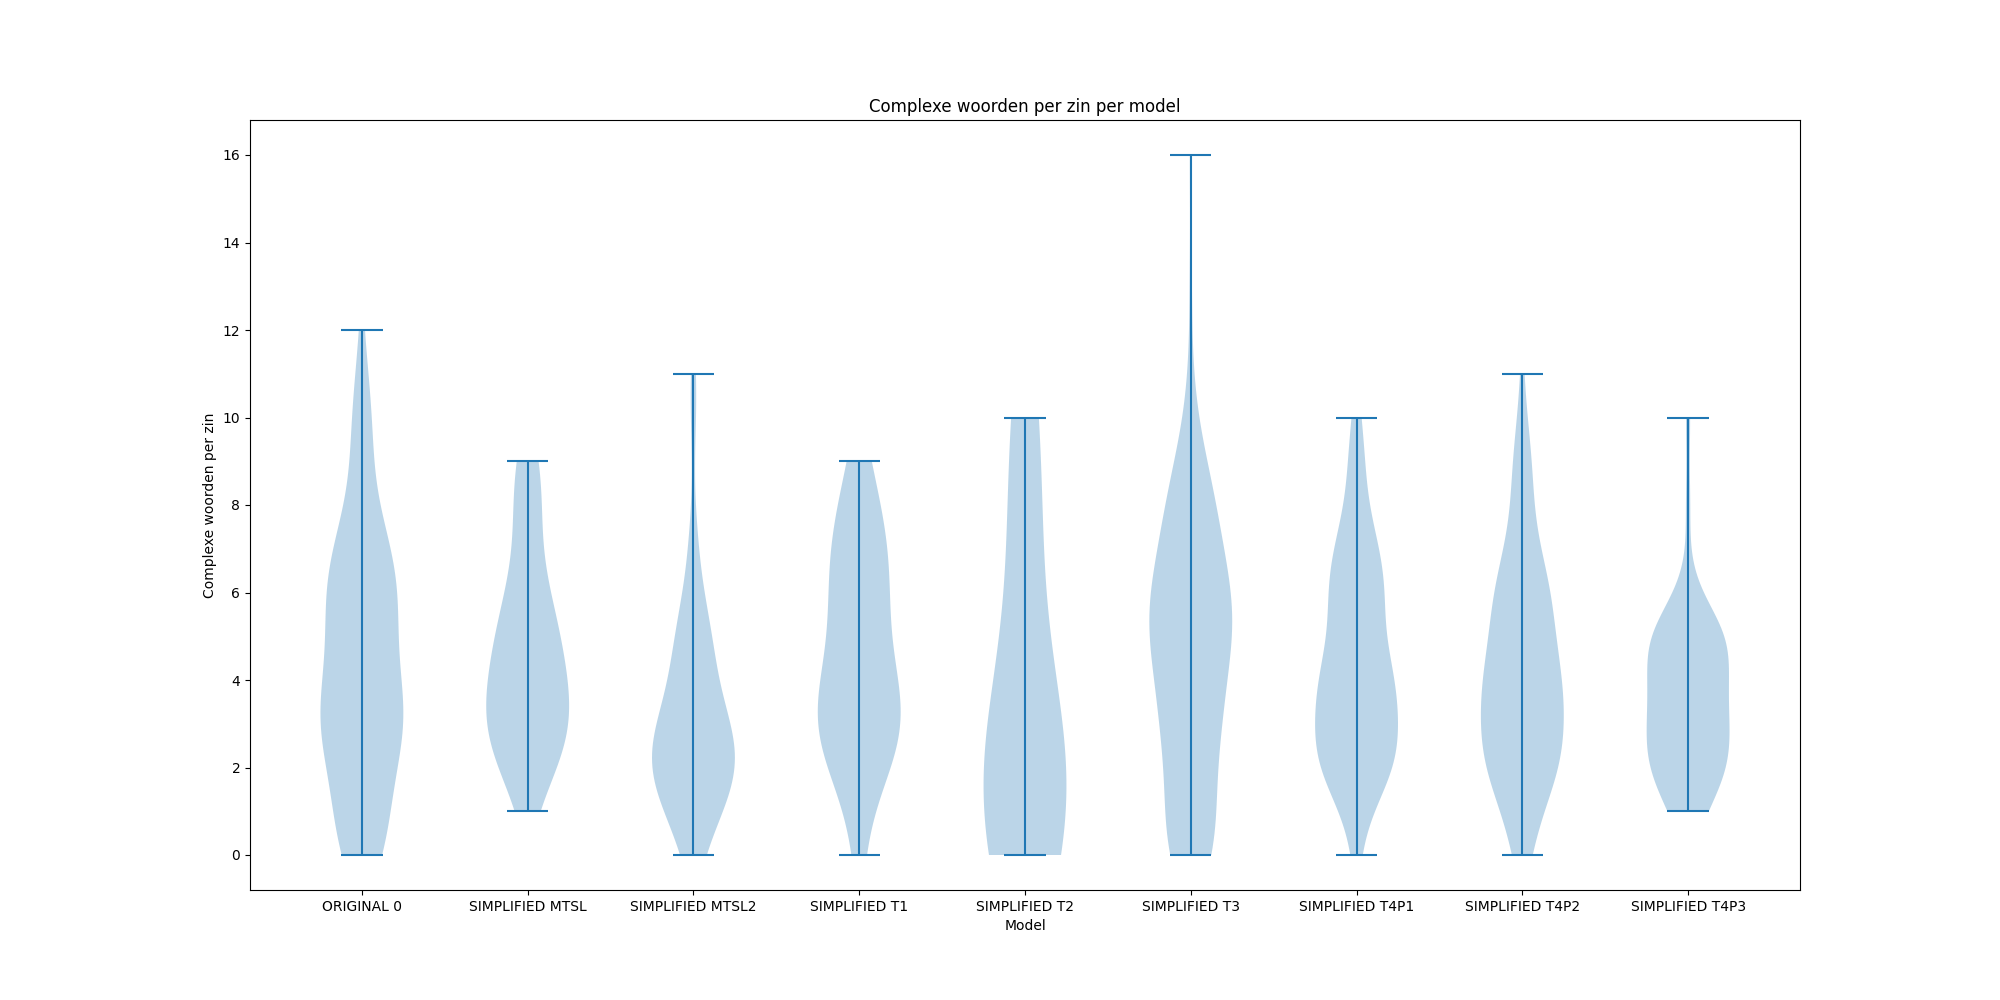 Complexe woorden per zin per model
Complexe woorden per zin
16
14
12
10
8
6
4
2
0
ORIGINAL 0 SIMPLIFIED MTSL SIMPLIFIED MTSL2 SIMPLIFIED T1 SIMPLIFIED T2 SIMPLIFIED T3 SIMPLIFIED T4P1 SIMPLIFIED T4P2 SIMPLIFIED T4P3
Model